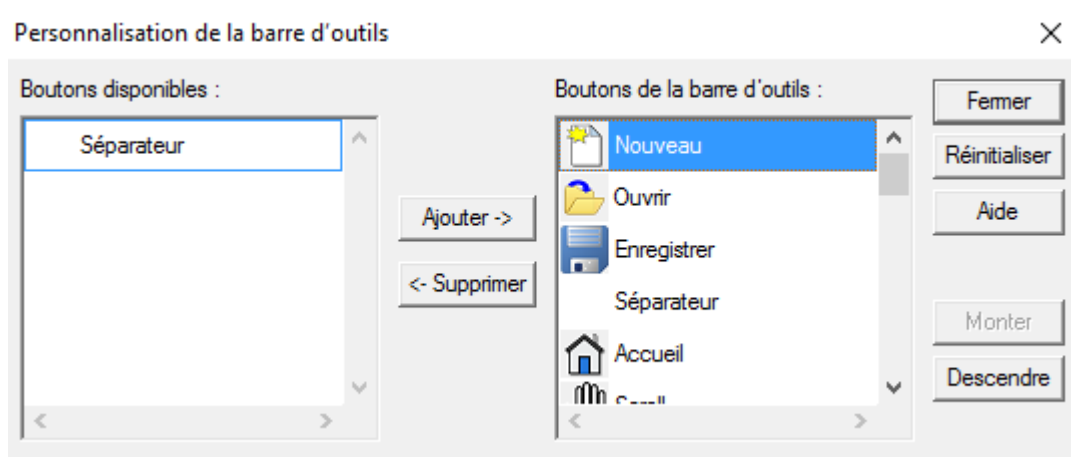 Personnalisation de la barre d'outils
Boutons disponibles :
Séparateur
Ajouter ->
<- Supprimer
Boutons de la barre d'outils :
Nouveau
Ouvrir
Enregistrer
Séparateur
Accueil
Fermer
Réinitialiser
Aide
Monter
Descendre